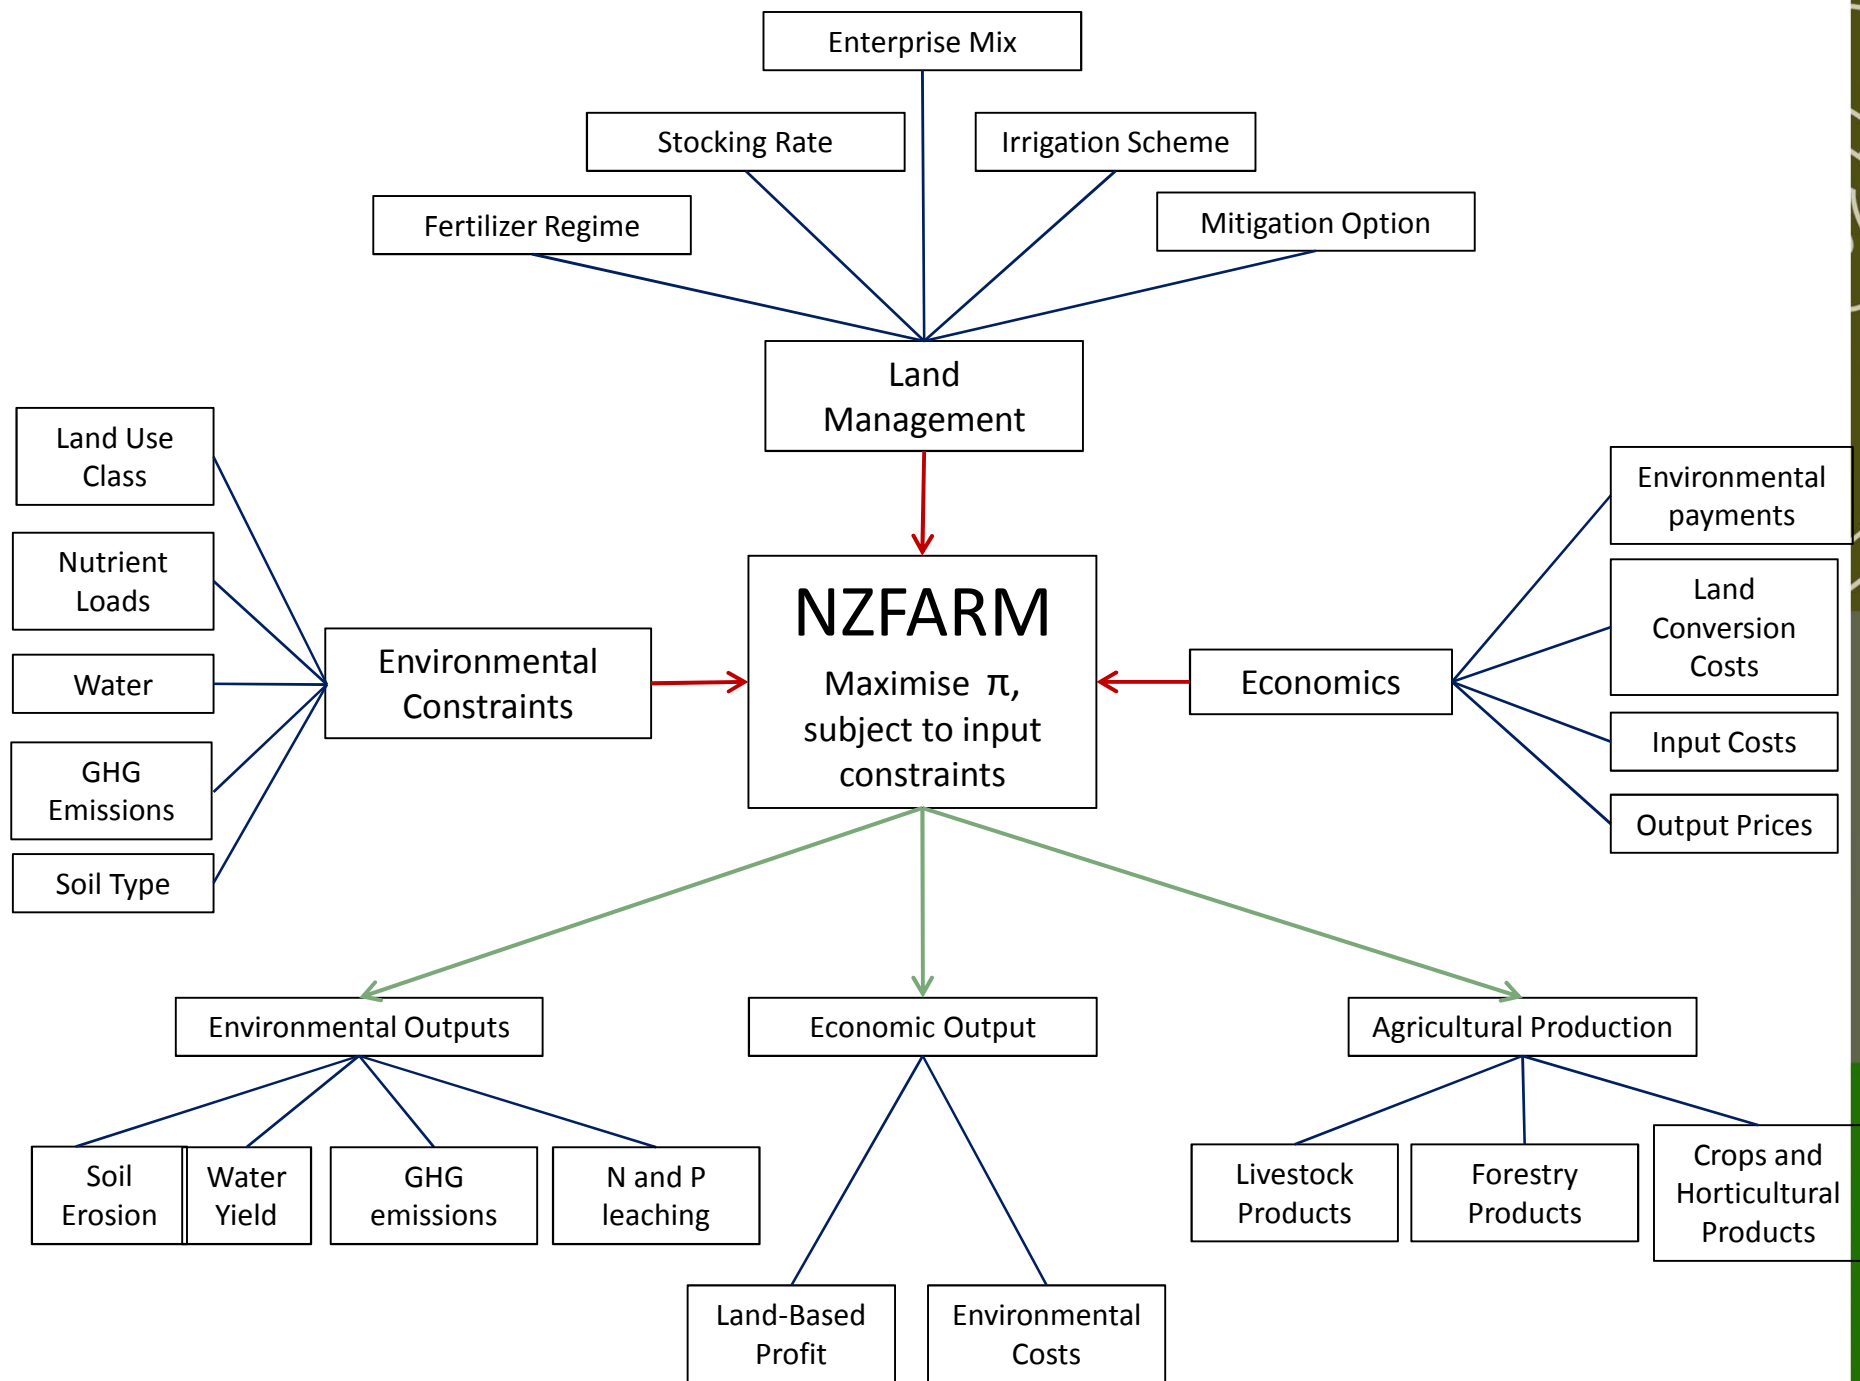 Enterprise Mix
Stocking Rate
Irrigation Scheme
Fertilizer Regime
Mitigation Option
Land
Management
Land Use
Class
Nutrient
Loads
Water
GHG
Emissions
Soil Type
Environmental
Constraints
NZFARM
Maximise π,
subject to input
constraints
Economics
Environmental
payments
Land
Conversion
Costs
Input Costs
Output Prices
Environmental Outputs
Economic Output
Agricultural Production
Soil
Erosion
Water
Yield
GHG
emissions
N and P
leaching
Livestock
Products
Forestry
Products
Crops and
Horticultural
Products
Land-Based
Profit
Environmental
Costs